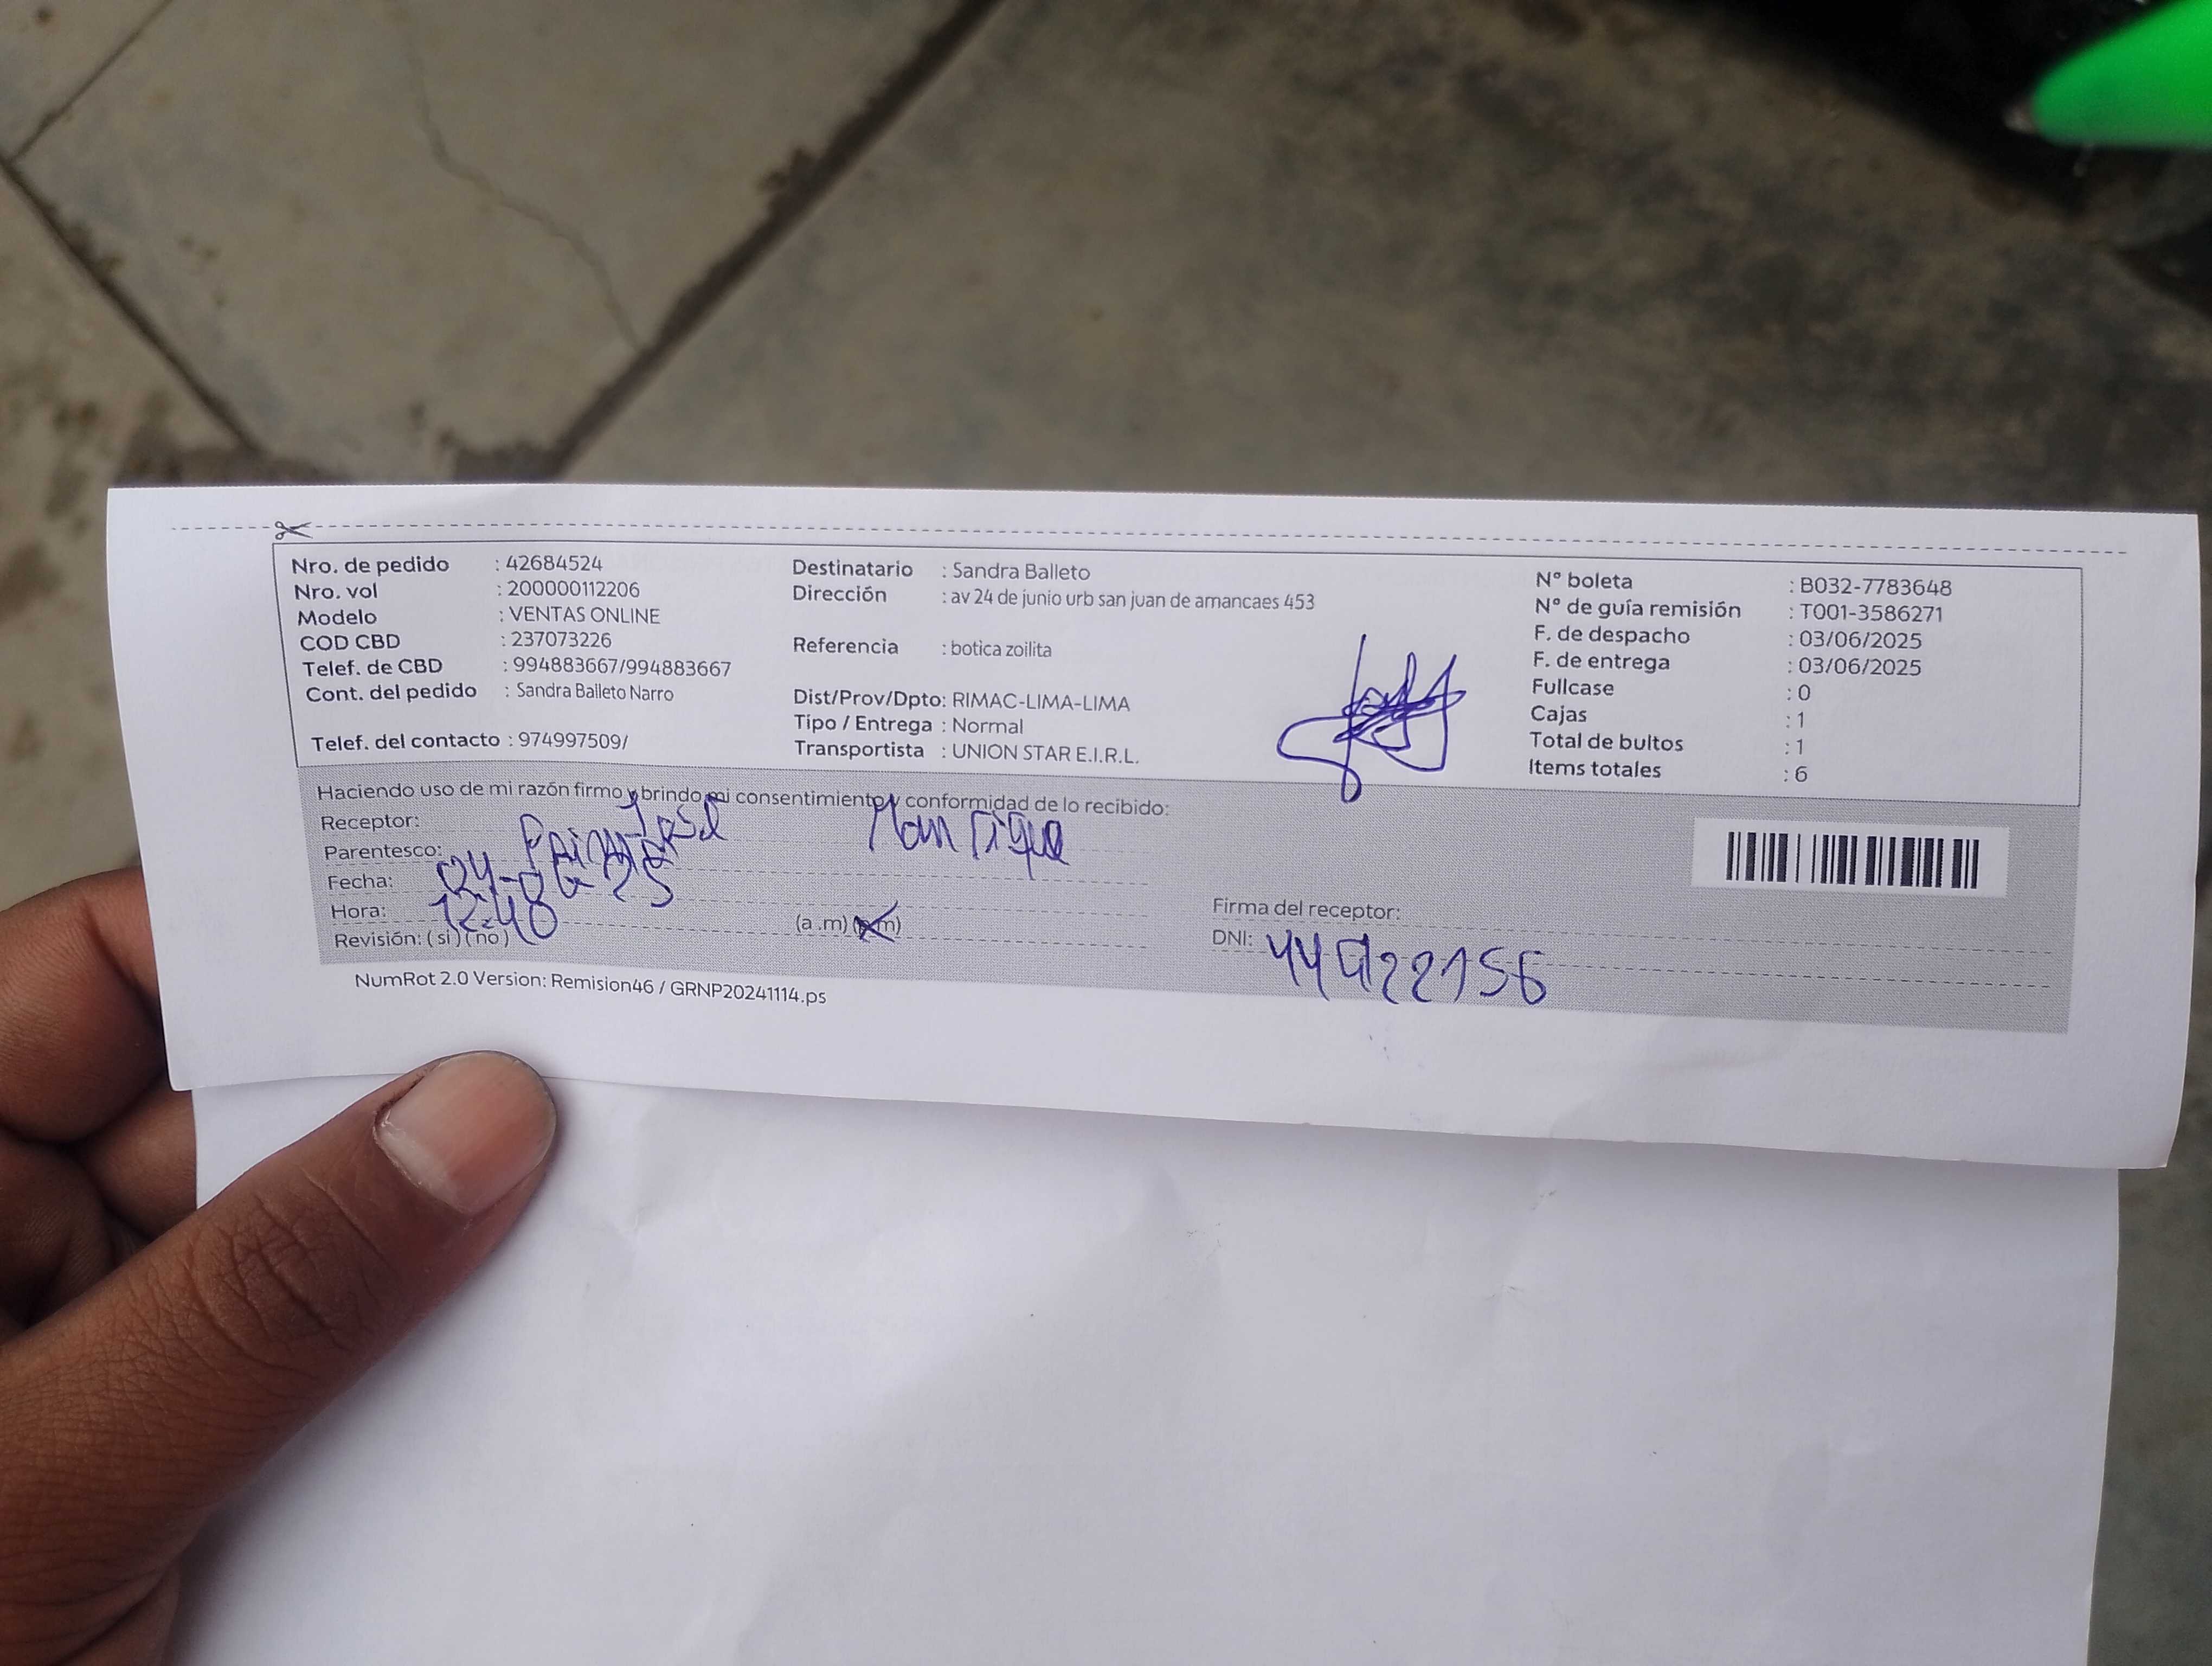 Nro. de pedido : 42684524
Nro. vol : 200000112206
Modelo : VENTAS ONLINE
COD CBD : 237073226
Telef. de CBD : 994883667/994883667
Cont. del pedido : Sandra Balleto Narro
Telef. del contacto : 974997509/
Destinatario : Sandra Balleto
Dirección : av 24 de junio urb san juan de amancaes 453
Referencia : botica zoilita
Dist/Prov/Dpto: RIMAC-LIMA-LIMA
Tipo / Entrega : Normal
Transportista : UNION STAR E.I.R.L.
N° boleta : B032-7783648
N° de guía remisión : T001-3586271
F. de despacho : 03/06/2025
F. de entrega : 03/06/2025
Fullcase : 0
Cajas : 1
Total de bultos : 1
Items totales : 6
Haciendo uso de mi razón firmo y brindo mi consentimiento y conformidad de lo recibido:
Receptor: José Manrique
Parentesco:
Fecha: 04-06-25
Hora: 12:40 (a .m) (p.m)
Revisión: ( si ) ( no )
Firma del receptor:
DNI:
NumRot 2.0 Version: Remision46 / GRNP20241114.ps